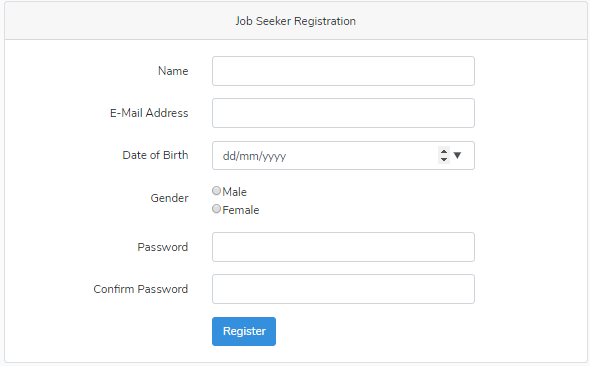 Job Seeker Registration
Name
E-Mail Address
Date of Birth dd/mm/yyyy
Gender Male
Female
Password
Confirm Password
Register